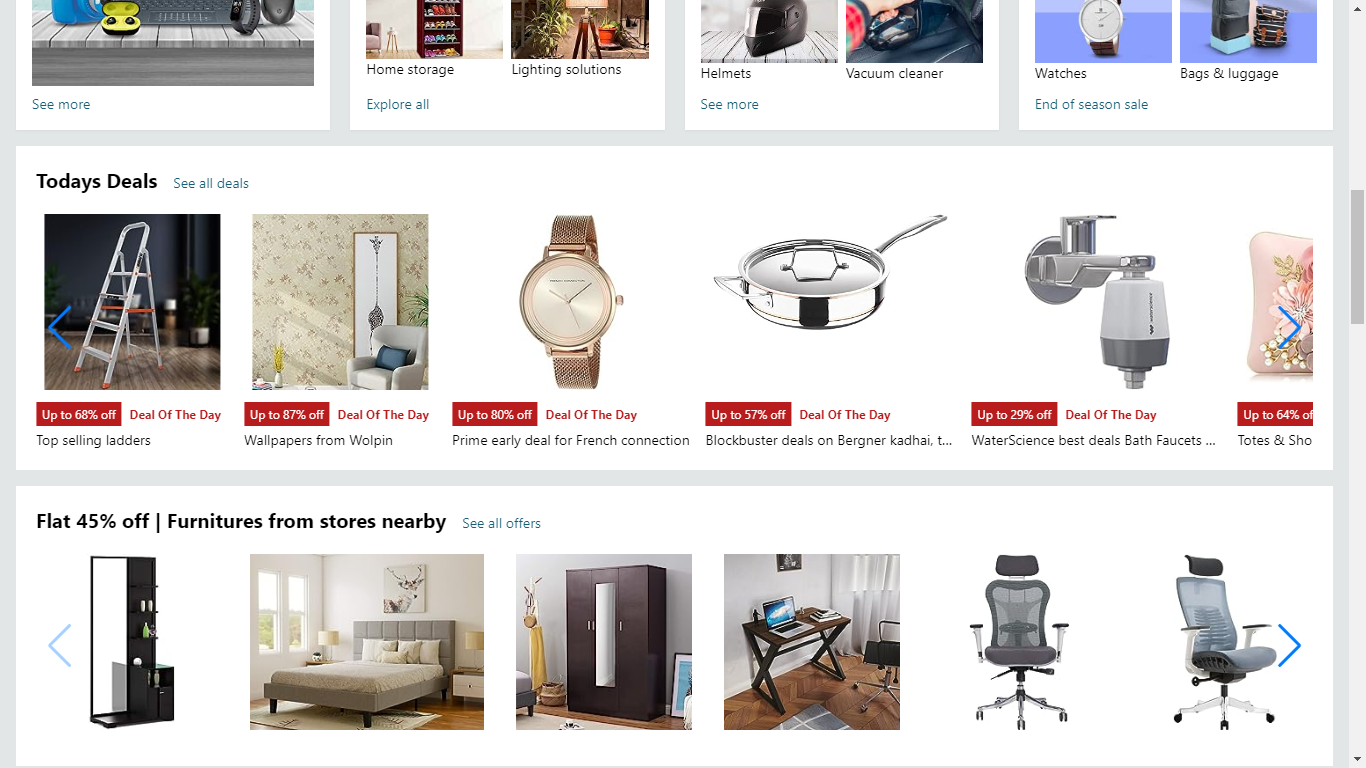 Home storage
Lighting solutions
Helmets
Vacuum cleaner
Watches
Bags & luggage
See more
Explore all
See more
End of season sale
Todays Deals See all deals
Up to 68% off Deal Of The Day
Top selling ladders
Up to 87% off Deal Of The Day
Wallpapers from Wolpin
Up to 80% off Deal Of The Day
Prime early deal for French connection
Up to 57% off Deal Of The Day
Blockbuster deals on Bergner kadhai, t...
Up to 29% off Deal Of The Day
WaterScience best deals Bath Faucets ...
Up to 64% of
Totes & Sho
Flat 45% off | Furnitures from stores nearby See all offers